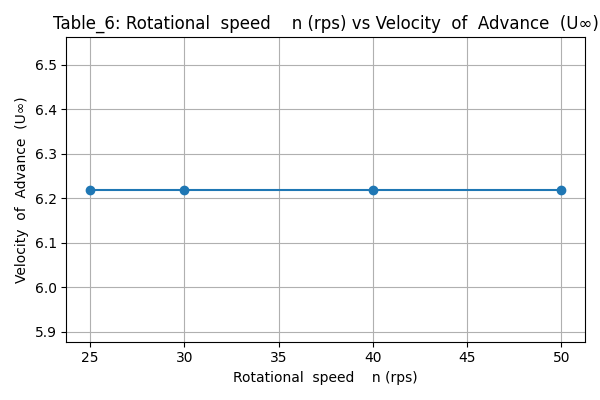 Table_6: Rotational  speed    n (rps) vs Velocity  of  Advance  (U∞)
Velocity  of  Advance  (U∞)
6.5
6.4
6.3
6.2
6.1
6.0
5.9
25 30 35 40 45 50
Rotational  speed    n (rps)